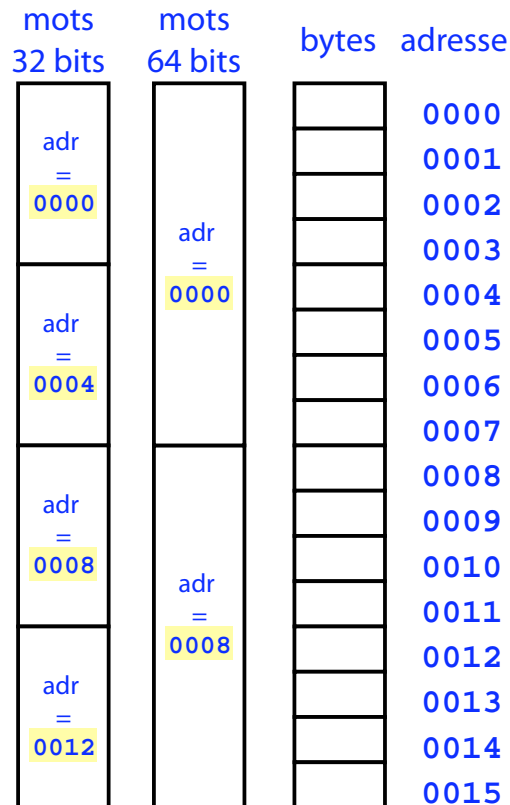 mots
32 bits
mots
64 bits
bytes
adresse
adr
=
0000
adr
=
0004
adr
=
0008
adr
=
0012
adr
=
0000
adr
=
0008
0000
0001
0002
0003
0004
0005
0006
0007
0008
0009
0010
0011
0012
0013
0014
0015